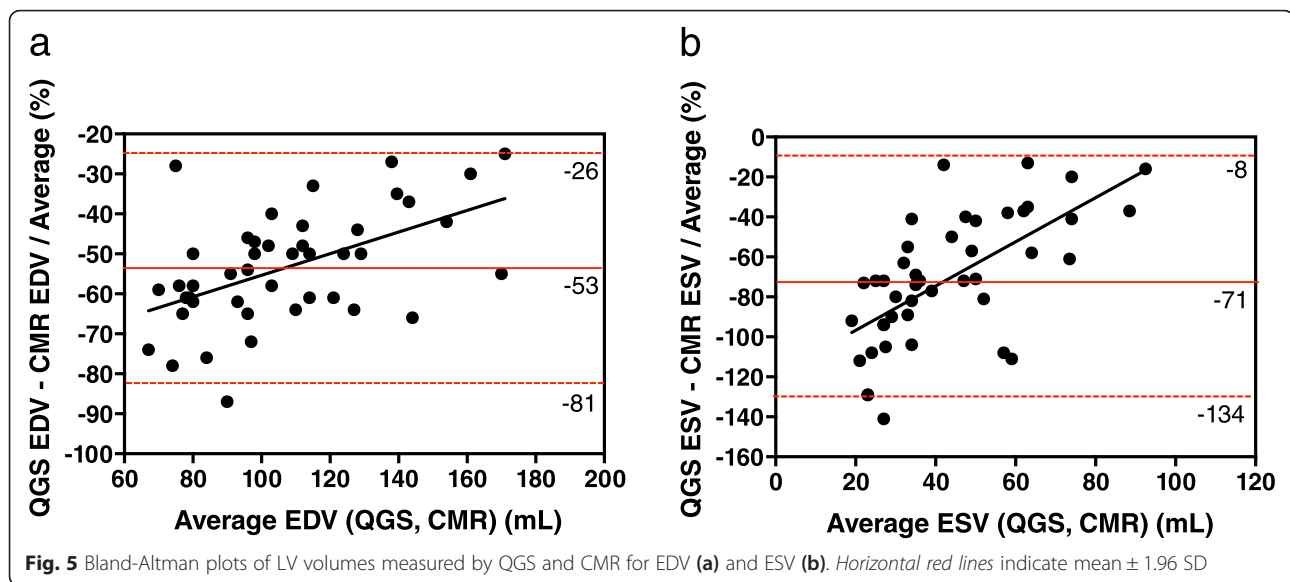 a
QGS EDV - CMR EDV / Average (%)
-20
-30
-40
-50
-60
-70
-80
-90
-100
-26
-53
-81
60 80 100 120 140 160 180 200
Average EDV (QGS, CMR) (mL)
b
QGS ESV - CMR ESV / Average (%)
0
-20
-40
-60
-80
-100
-120
-140
-160
-8
-71
-134
0 20 40 60 80 100 120
Average ESV (QGS, CMR) (mL)
Fig. 5 Bland-Altman plots of LV volumes measured by QGS and CMR for EDV (a) and ESV (b). Horizontal red lines indicate mean ± 1.96 SD